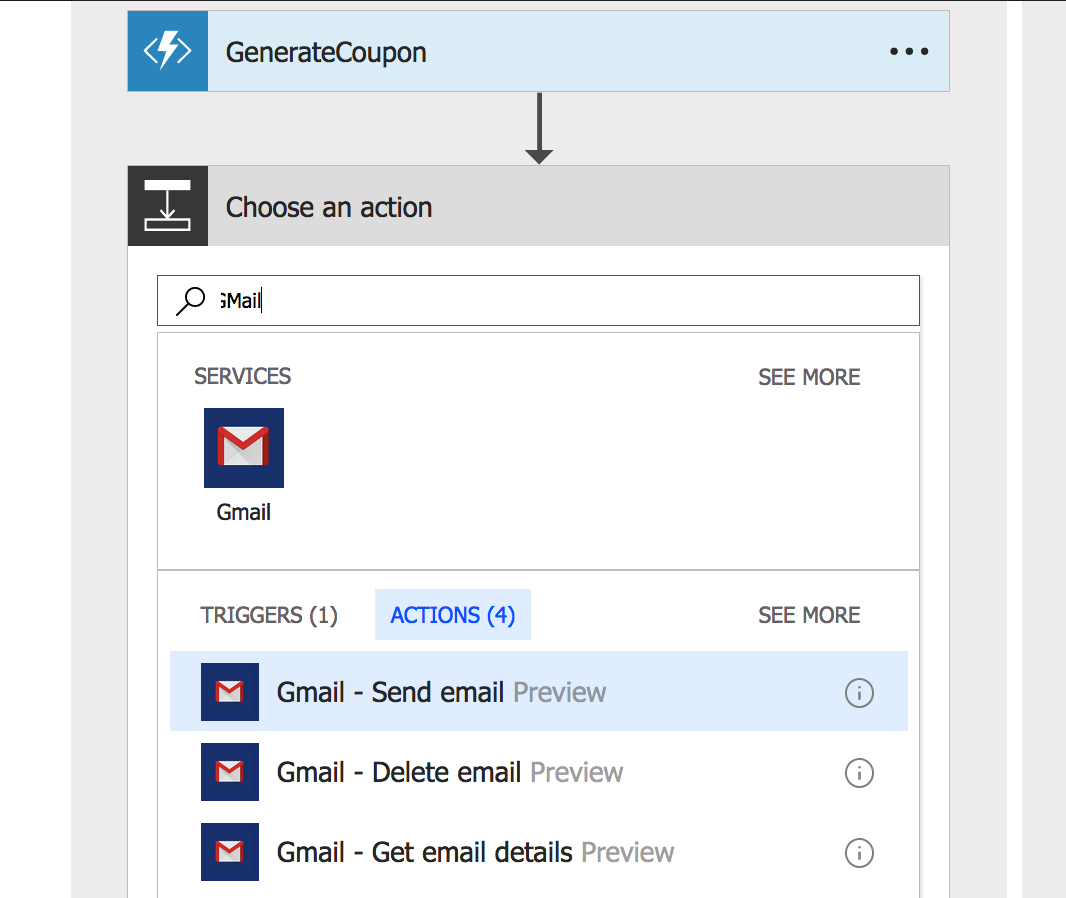 GenerateCoupon
Choose an action
GMail
SERVICES SEE MORE
Gmail
TRIGGERS (1) ACTIONS (4) SEE MORE
Gmail - Send email Preview
Gmail - Delete email Preview
Gmail - Get email details Preview